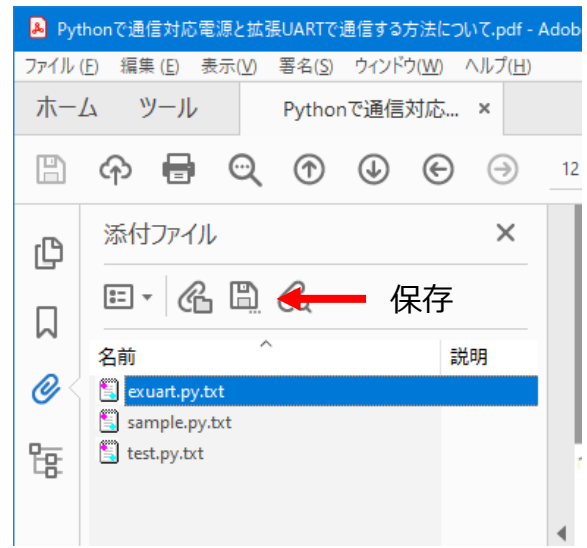 Pythonで通信対応電源と拡張UARTで通信する方法について.pdf - Adob
ファイル(F) 編集(E) 表示(V) 署名(S) ウィンドウ(W) ヘルプ(H)
ホーム ツール Pythonで通信対応... ×
12
添付ファイル ×
保存
名前 説明
exuart.py.txt
sample.py.txt
test.py.txt